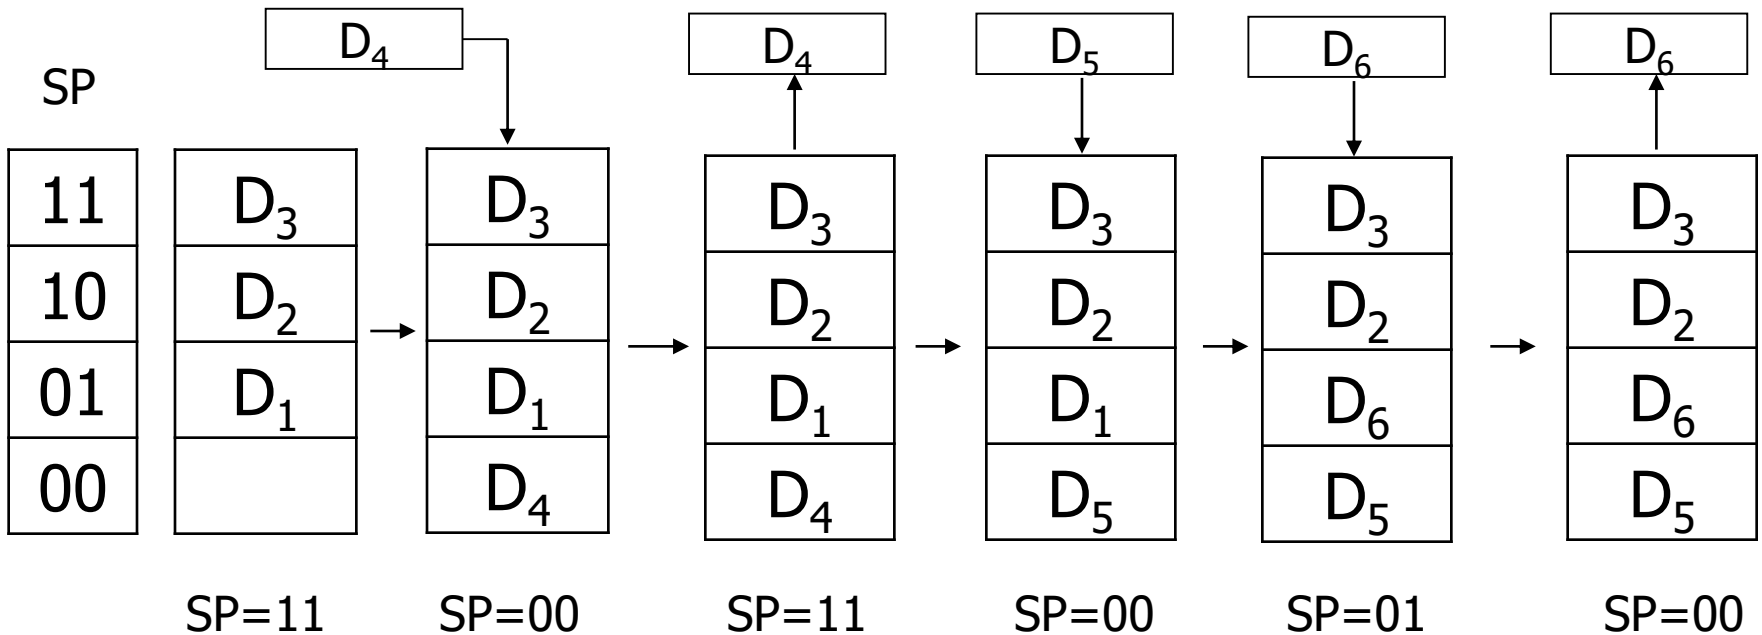 D4 D4 D5 D6 D6
SP
11 D3 D3 D3 D3 D3 D3
10 D2 D2 D2 D2 D2 D2
01 D1 D1 D1 D1 D6 D6
00 D4 D4 D5 D5 D5
SP=11 SP=00 SP=11 SP=00 SP=01 SP=00